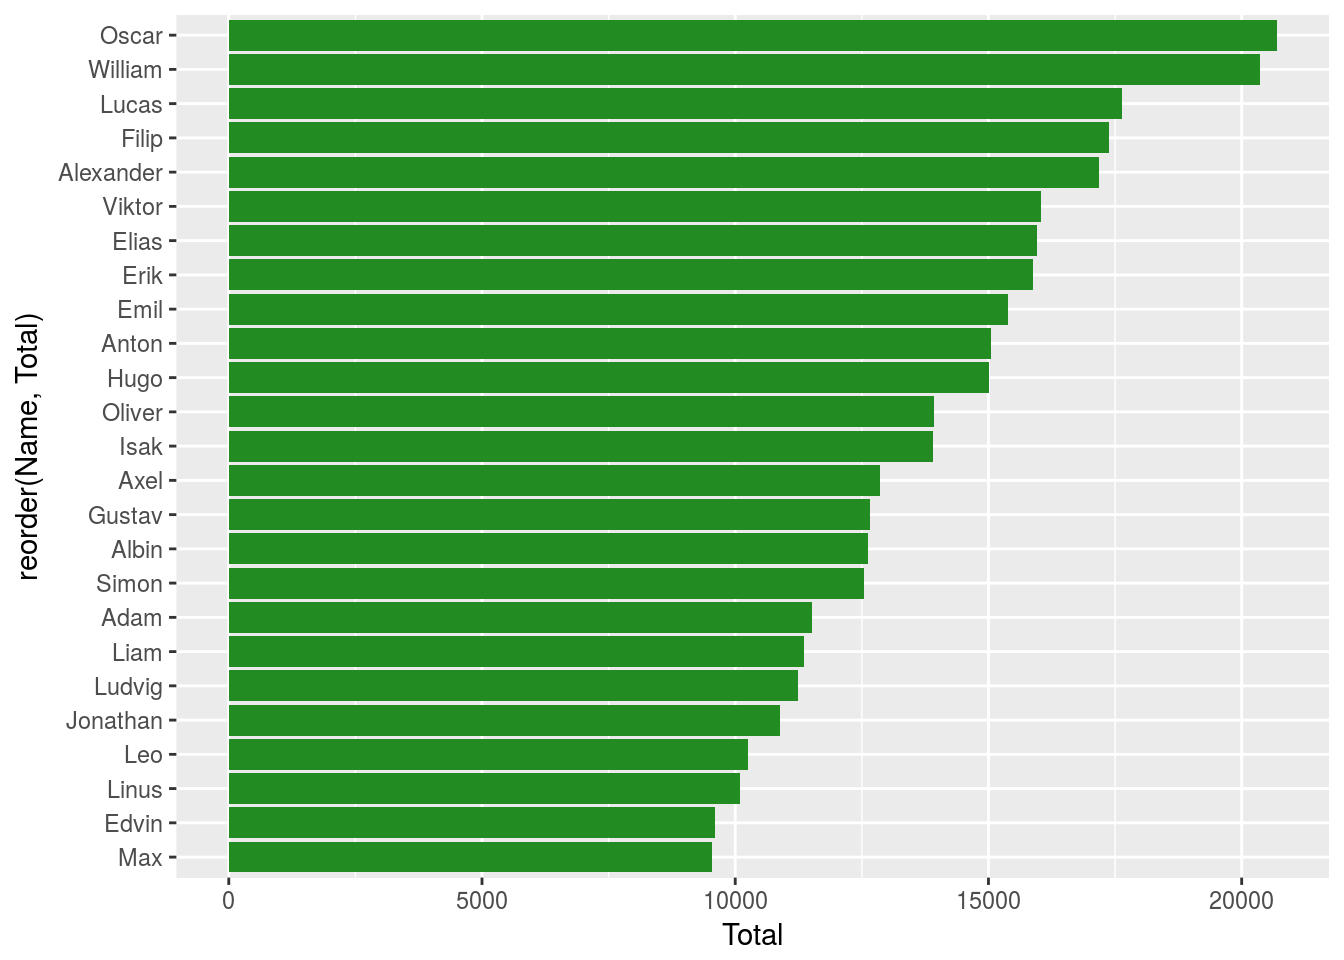 Oscar
William
Lucas
Filip
Alexander
Viktor
Elias
Erik
Emil
Anton
Hugo
Oliver
Isak
Axel
Gustav
Albin
Simon
Adam
Liam
Ludvig
Jonathan
Leo
Linus
Edvin
Max
reorder(Name, Total)
0 5000 10000 15000 20000
Total